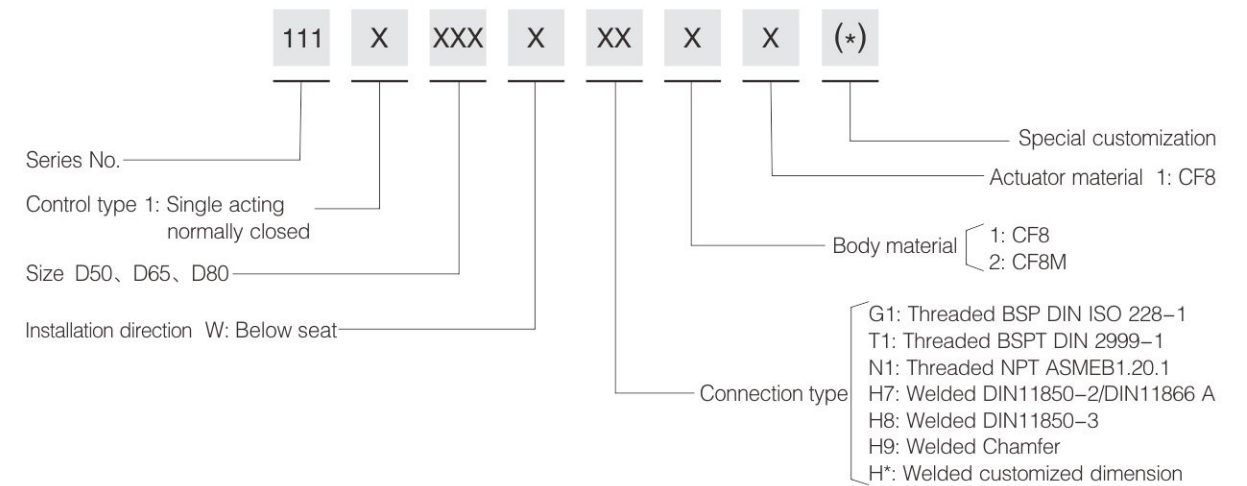 111 X XXX X XX X X (*)
Special customization
Series No.
Actuator material 1: CF8
Control type 1: Single acting
normally closed
Body material
1: CF8
2: CF8M
Size D50、D65、D80
Installation direction W: Below seat
Connection type
G1: Threaded BSP DIN ISO 228-1
T1: Threaded BSPT DIN 2999-1
N1: Threaded NPT ASMEB1.20.1
H7: Welded DIN11850-2/DIN11866 A
H8: Welded DIN11850-3
H9: Welded Chamfer
H*: Welded customized dimension